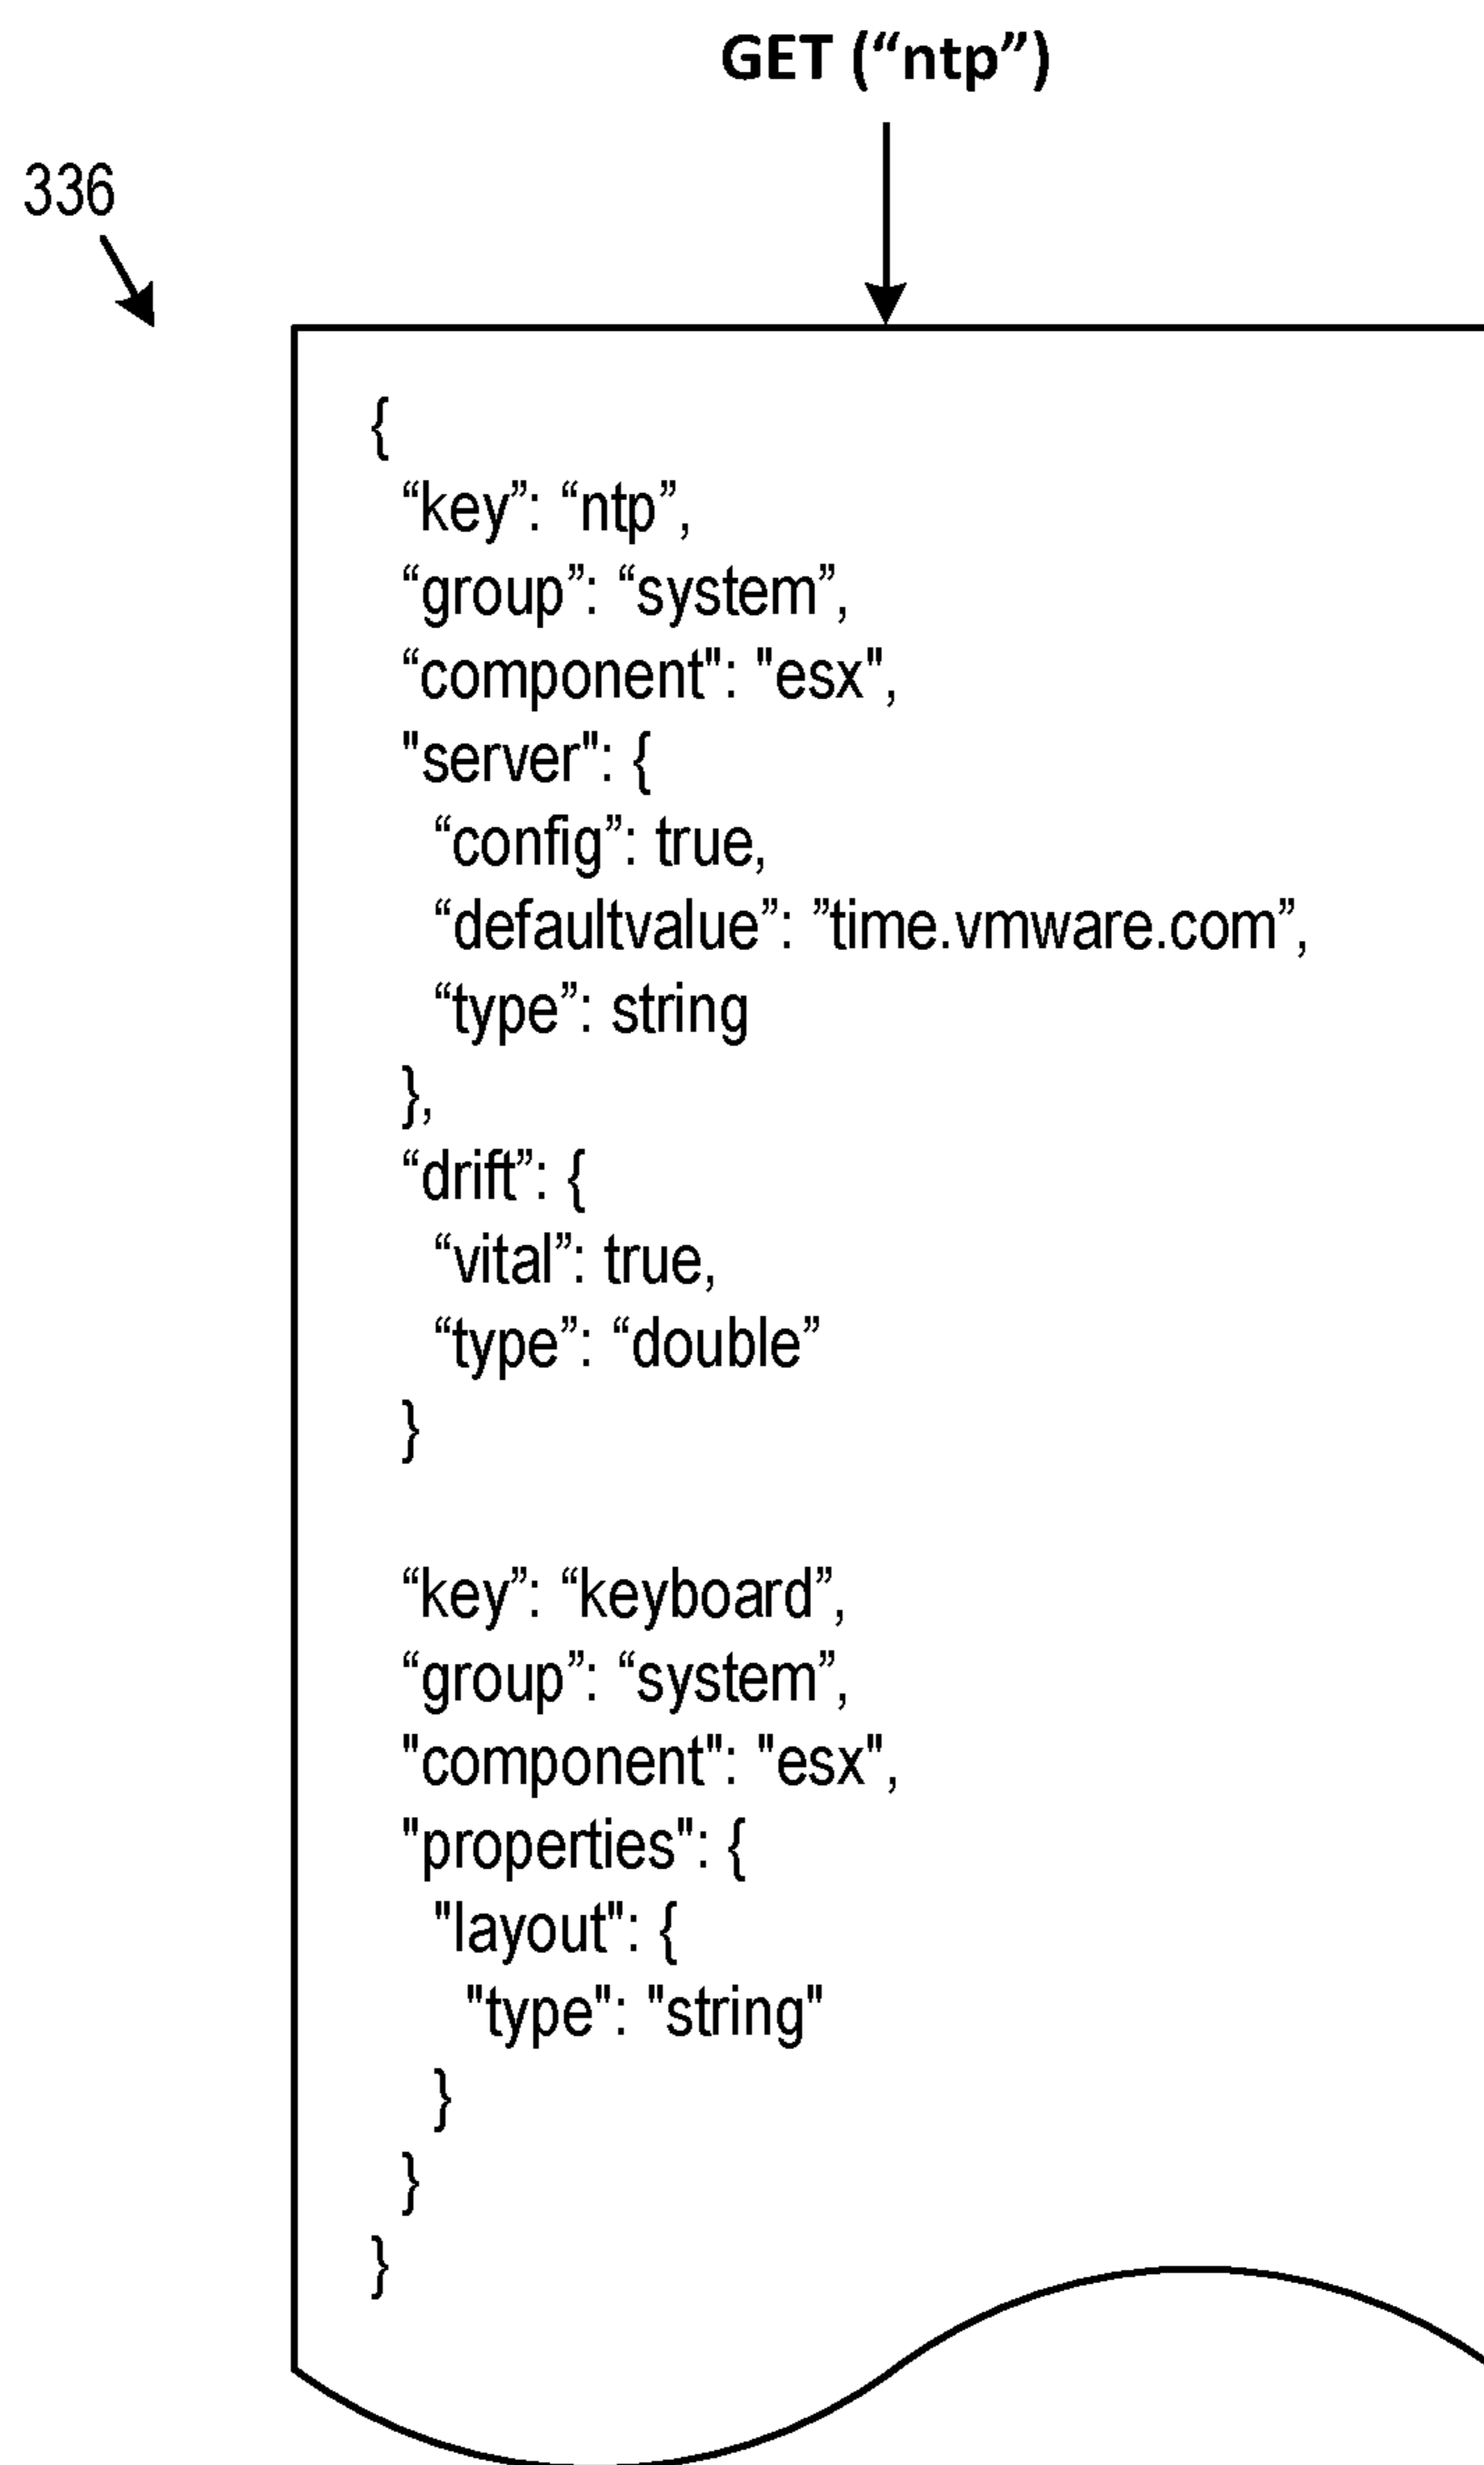 GET (“ntp”)
336
{
“key”: “ntp”,
“group”: “system”,
“component": "esx",
"server": {
“config”: true,
“defaultvalue”: ”time.vmware.com”,
“type”: string
},
“drift”: {
“vital”: true,
“type”: “double”
}
“key”: “keyboard”,
“group”: “system”,
"component": "esx",
"properties": {
"layout": {
"type": "string"
}
}
}